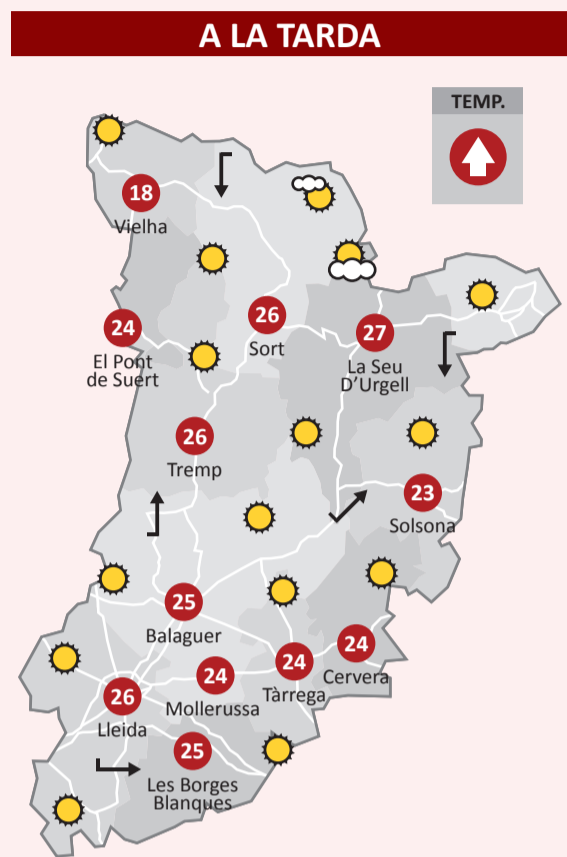 A LA TARDA
TEMP.
18
Vielha
24
El Pont
de Suert
26
Sort
27
La Seu
D'Urgell
26
Tremp
23
Solsona
25
Balaguer
24
Cervera
24
Tàrrega
24
Mollerussa
26
Lleida
25
Les Borges
Blanques